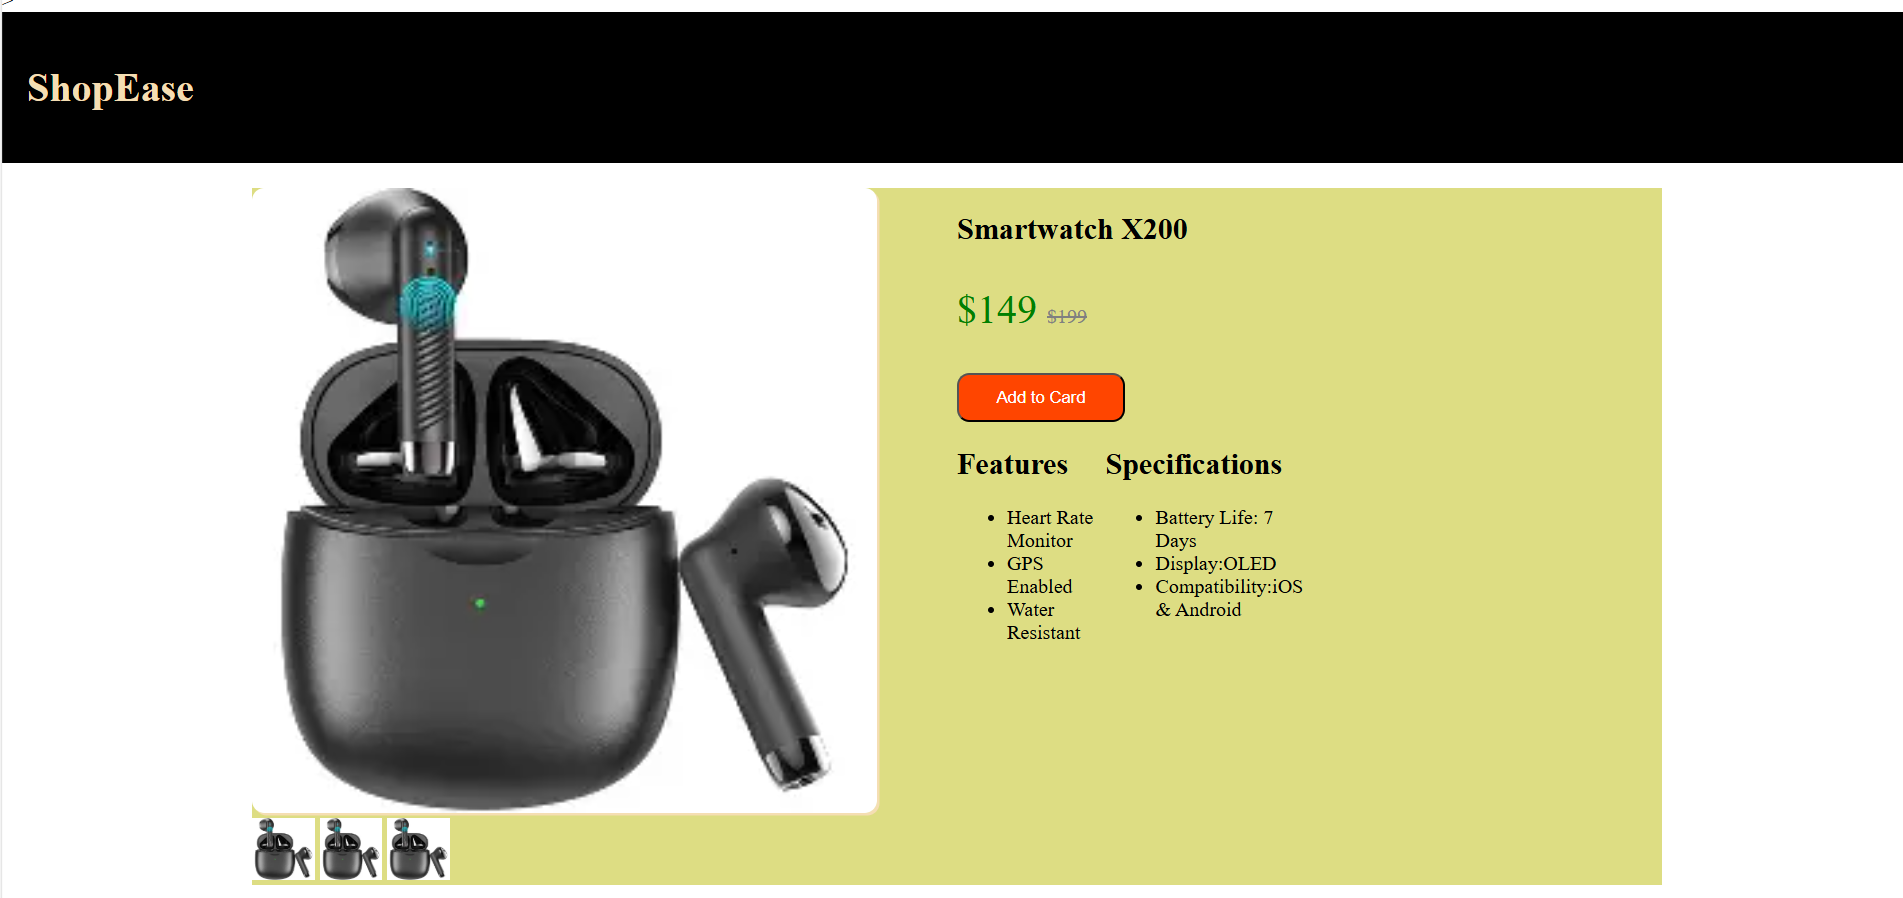 >
ShopEase
Smartwatch X200
$149 $199
Add to Card
Features
Heart Rate
Monitor
GPS
Enabled
Water
Resistant
Specifications
Battery Life: 7
Days
Display:OLED
Compatibility:iOS
& Android